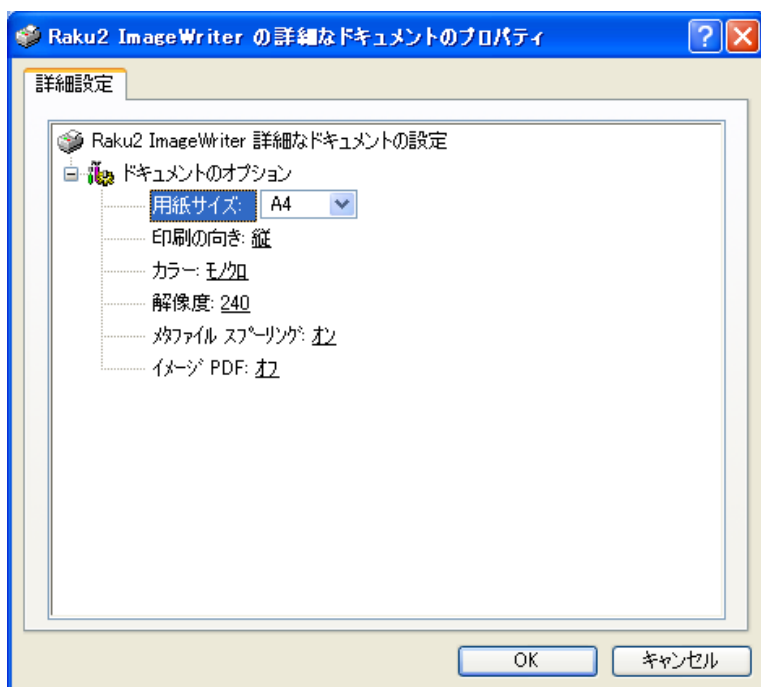 Raku2 ImageWriter の詳細なドキュメントのプロパティ
詳細設定
Raku2 ImageWriter 詳細なドキュメントの設定
ドキュメントのオプション
用紙サイズ: A4
印刷の向き: 縦
カラー: モノクロ
解像度: 240
メタファイル スプーリング: オン
イメージ PDF: オフ
OK キャンセル